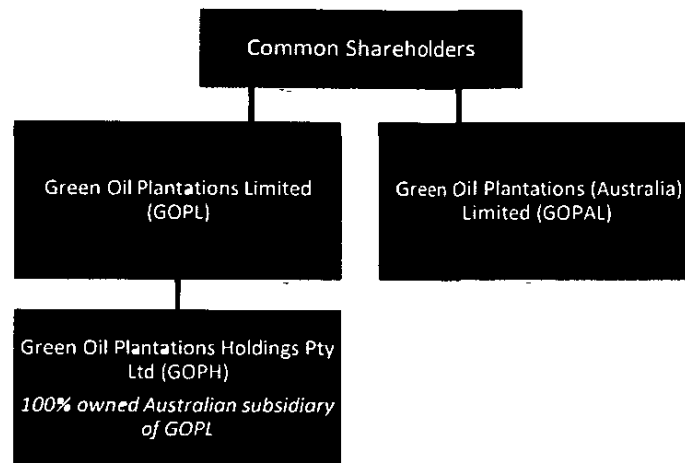 Common Shareholders
Green Oil Plantations Limited
(GOPL)
Green Oil Plantations (Australia)
Limited (GOPAL)
Green Oil Plantations Holdings Pty
Ltd (GOPH)
100% owned Australian subsidiary
of GOPL